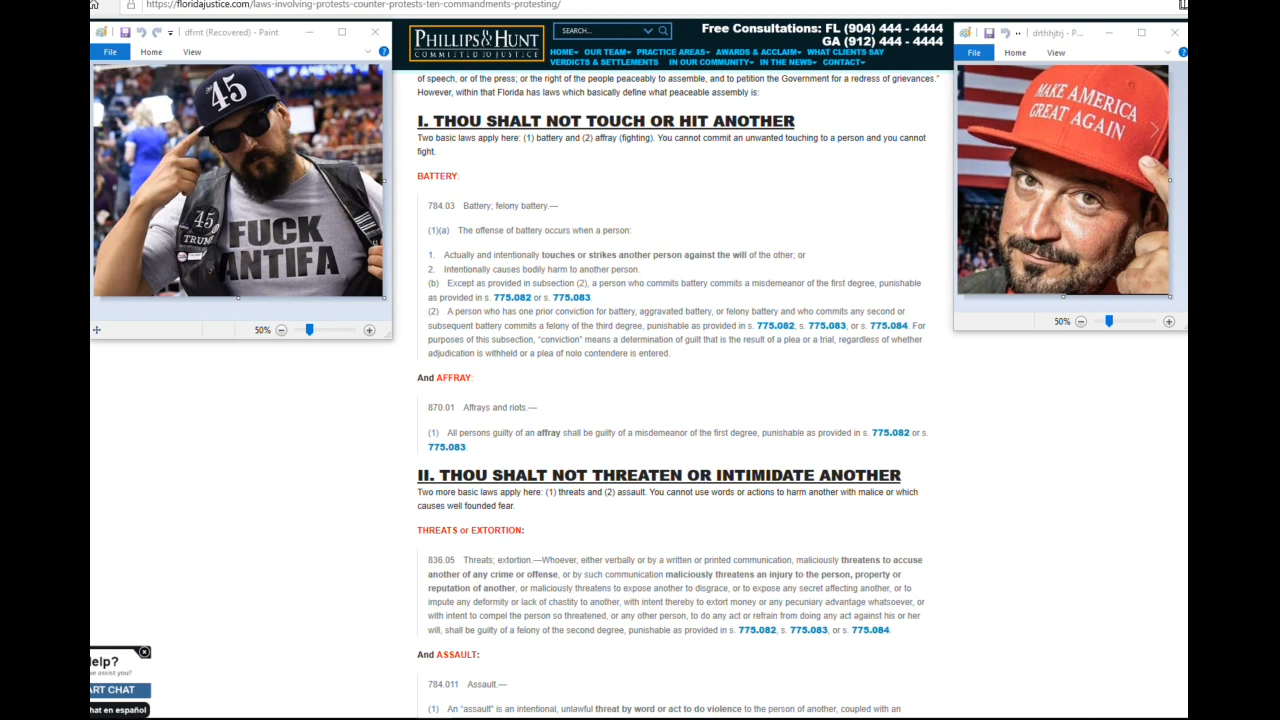 https://floridajustice.com/laws-involving-protests-counter-protests-ten-commandments-protesting/
dfrnt (Recovered) - Paint
File Home View
45
45
TRUMP
FUCK
ANTIFA
50%
PHILLIPS & HUNT
COMMITTED TO JUSTICE
SEARCH...
Free Consultations: FL (904) 444 - 4444
GA (912) 444 - 4444
HOME OUR TEAM PRACTICE AREAS AWARDS & ACCLAIM WHAT CLIENTS SAY
VERDICTS & SETTLEMENTS IN OUR COMMUNITY IN THE NEWS CONTACT
of speech, or of the press; or the right of the people peaceably to assemble, and to petition the Government for a redress of grievances.”
However, within that Florida has laws which basically define what peaceable assembly is:
I. THOU SHALT NOT TOUCH OR HIT ANOTHER
Two basic laws apply here: (1) battery and (2) affray (fighting). You cannot commit an unwanted touching to a person and you cannot
fight.
BATTERY:
784.03 Battery; felony battery.—
(1)(a) The offense of battery occurs when a person:
1. Actually and intentionally touches or strikes another person against the will of the other; or
2. Intentionally causes bodily harm to another person.
(b) Except as provided in subsection (2), a person who commits battery commits a misdemeanor of the first degree, punishable
as provided in s. 775.082 or s. 775.083.
(2) A person who has one prior conviction for battery, aggravated battery, or felony battery and who commits any second or
subsequent battery commits a felony of the third degree, punishable as provided in s. 775.082, s. 775.083, or s. 775.084. For
purposes of this subsection, “conviction” means a determination of guilt that is the result of a plea or a trial, regardless of whether
adjudication is withheld or a plea of nolo contendere is entered.
And AFFRAY:
870.01 Affrays and riots.—
(1) All persons guilty of an affray shall be guilty of a misdemeanor of the first degree, punishable as provided in s. 775.082 or s.
775.083.
II. THOU SHALT NOT THREATEN OR INTIMIDATE ANOTHER
Two more basic laws apply here: (1) threats and (2) assault. You cannot use words or actions to harm another with malice or which
causes well founded fear.
THREATS or EXTORTION:
836.05 Threats; extortion.—Whoever, either verbally or by a written or printed communication, maliciously threatens to accuse
another of any crime or offense, or by such communication maliciously threatens an injury to the person, property or
reputation of another, or maliciously threatens to expose another to disgrace, or to expose any secret affecting another, or to
impute any deformity or lack of chastity to another, with intent thereby to extort money or any pecuniary advantage whatsoever, or
with intent to compel the person so threatened, or any other person, to do any act or refrain from doing any act against his or her
will, shall be guilty of a felony of the second degree, punishable as provided in s. 775.082, s. 775.083, or s. 775.084.
And ASSAULT:
784.011 Assault.—
(1) An “assault” is an intentional, unlawful threat by word or act to do violence to the person of another, coupled with an
drthhjtbj - P...
File Home View
MAKE AMERICA
GREAT AGAIN
50%
elp?
e assist you?
ART CHAT
hat en español